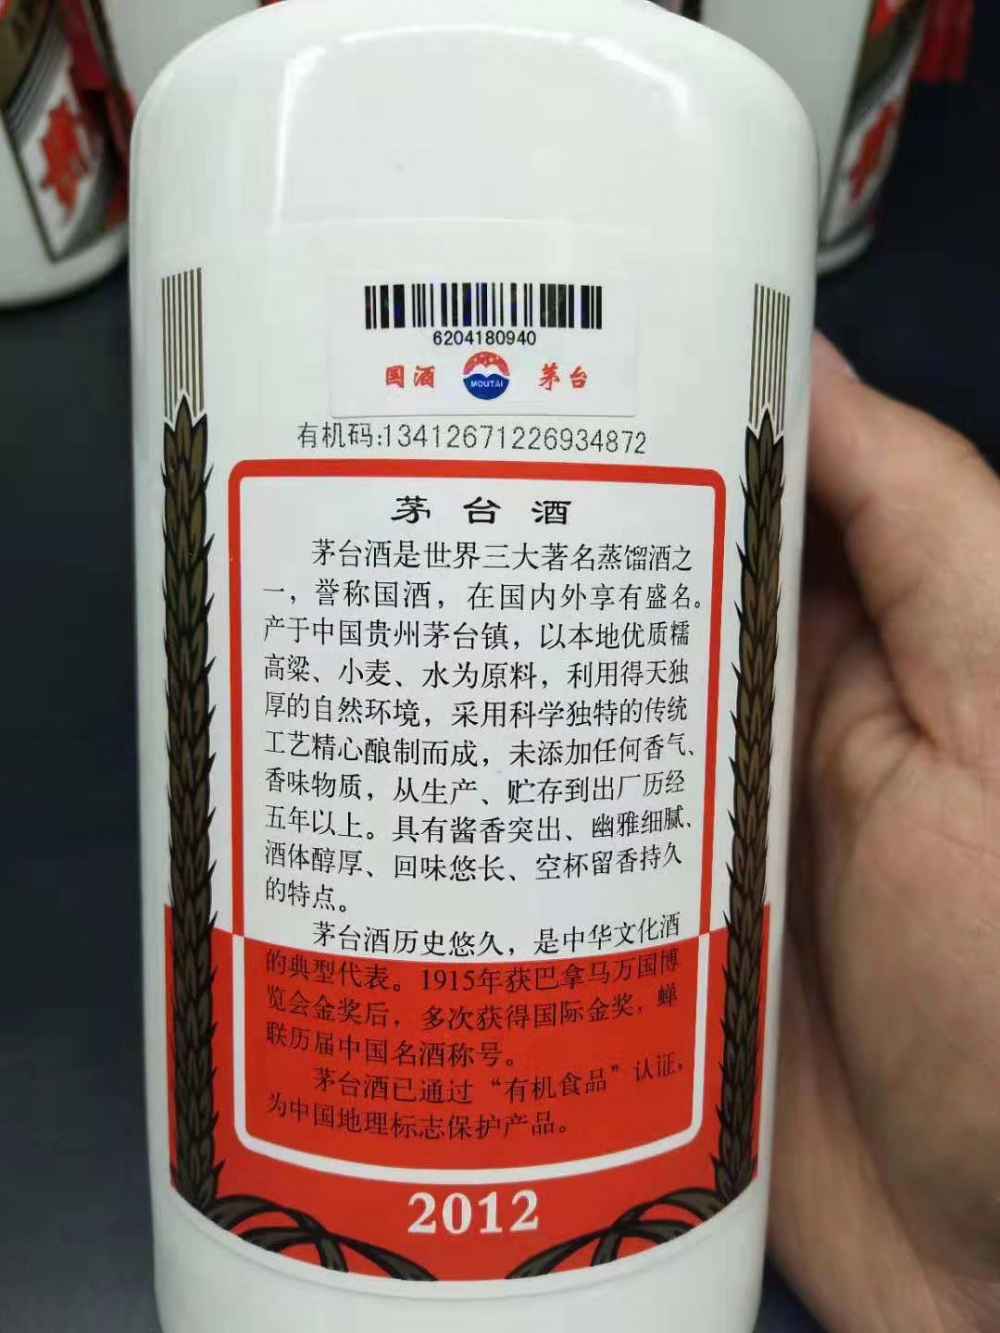 6204180940
国酒 MOUTAI 茅台
有机码:13412671226934872
茅台酒
茅台酒是世界三大著名蒸馏酒之
一，誉称国酒，在国内外享有盛名。
产于中国贵州茅台镇，以本地优质糯
高粱、小麦、水为原料，利用得天独
厚的自然环境，采用科学独特的传统
工艺精心酿制而成，未添加任何香气、
香味物质，从生产、贮存到出厂历经
五年以上。具有酱香突出、幽雅细腻、
酒体醇厚、回味悠长、空杯留香持久
的特点。
茅台酒历史悠久，是中华文化酒
的典型代表。1915年获巴拿马万国博
览会金奖后，多次获得国际金奖，蝉
联历届中国名酒称号。
茅台酒已通过“有机食品”认证，
为中国地理标志保护产品。
2012